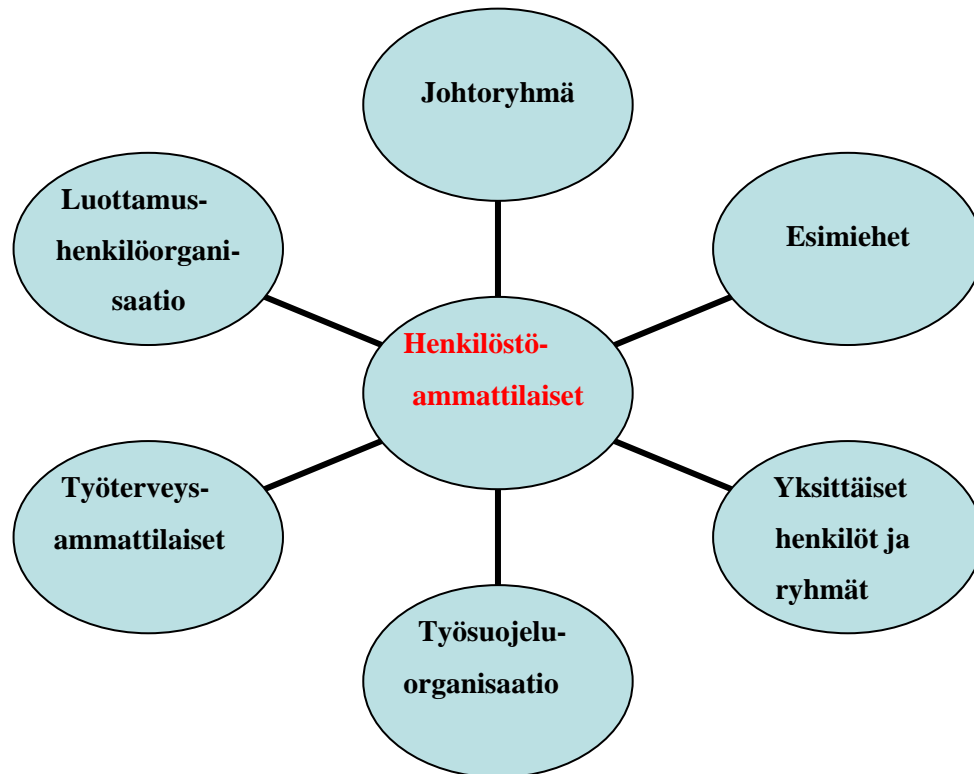 Johtoryhmä
Luottamus-
henkilöorgani-
saatio
Esimiehet
Henkilöstö-
ammattilaiset
Työterveys-
ammattilaiset
Yksittäiset
henkilöt ja
ryhmät
Työsuojelu-
organisaatio